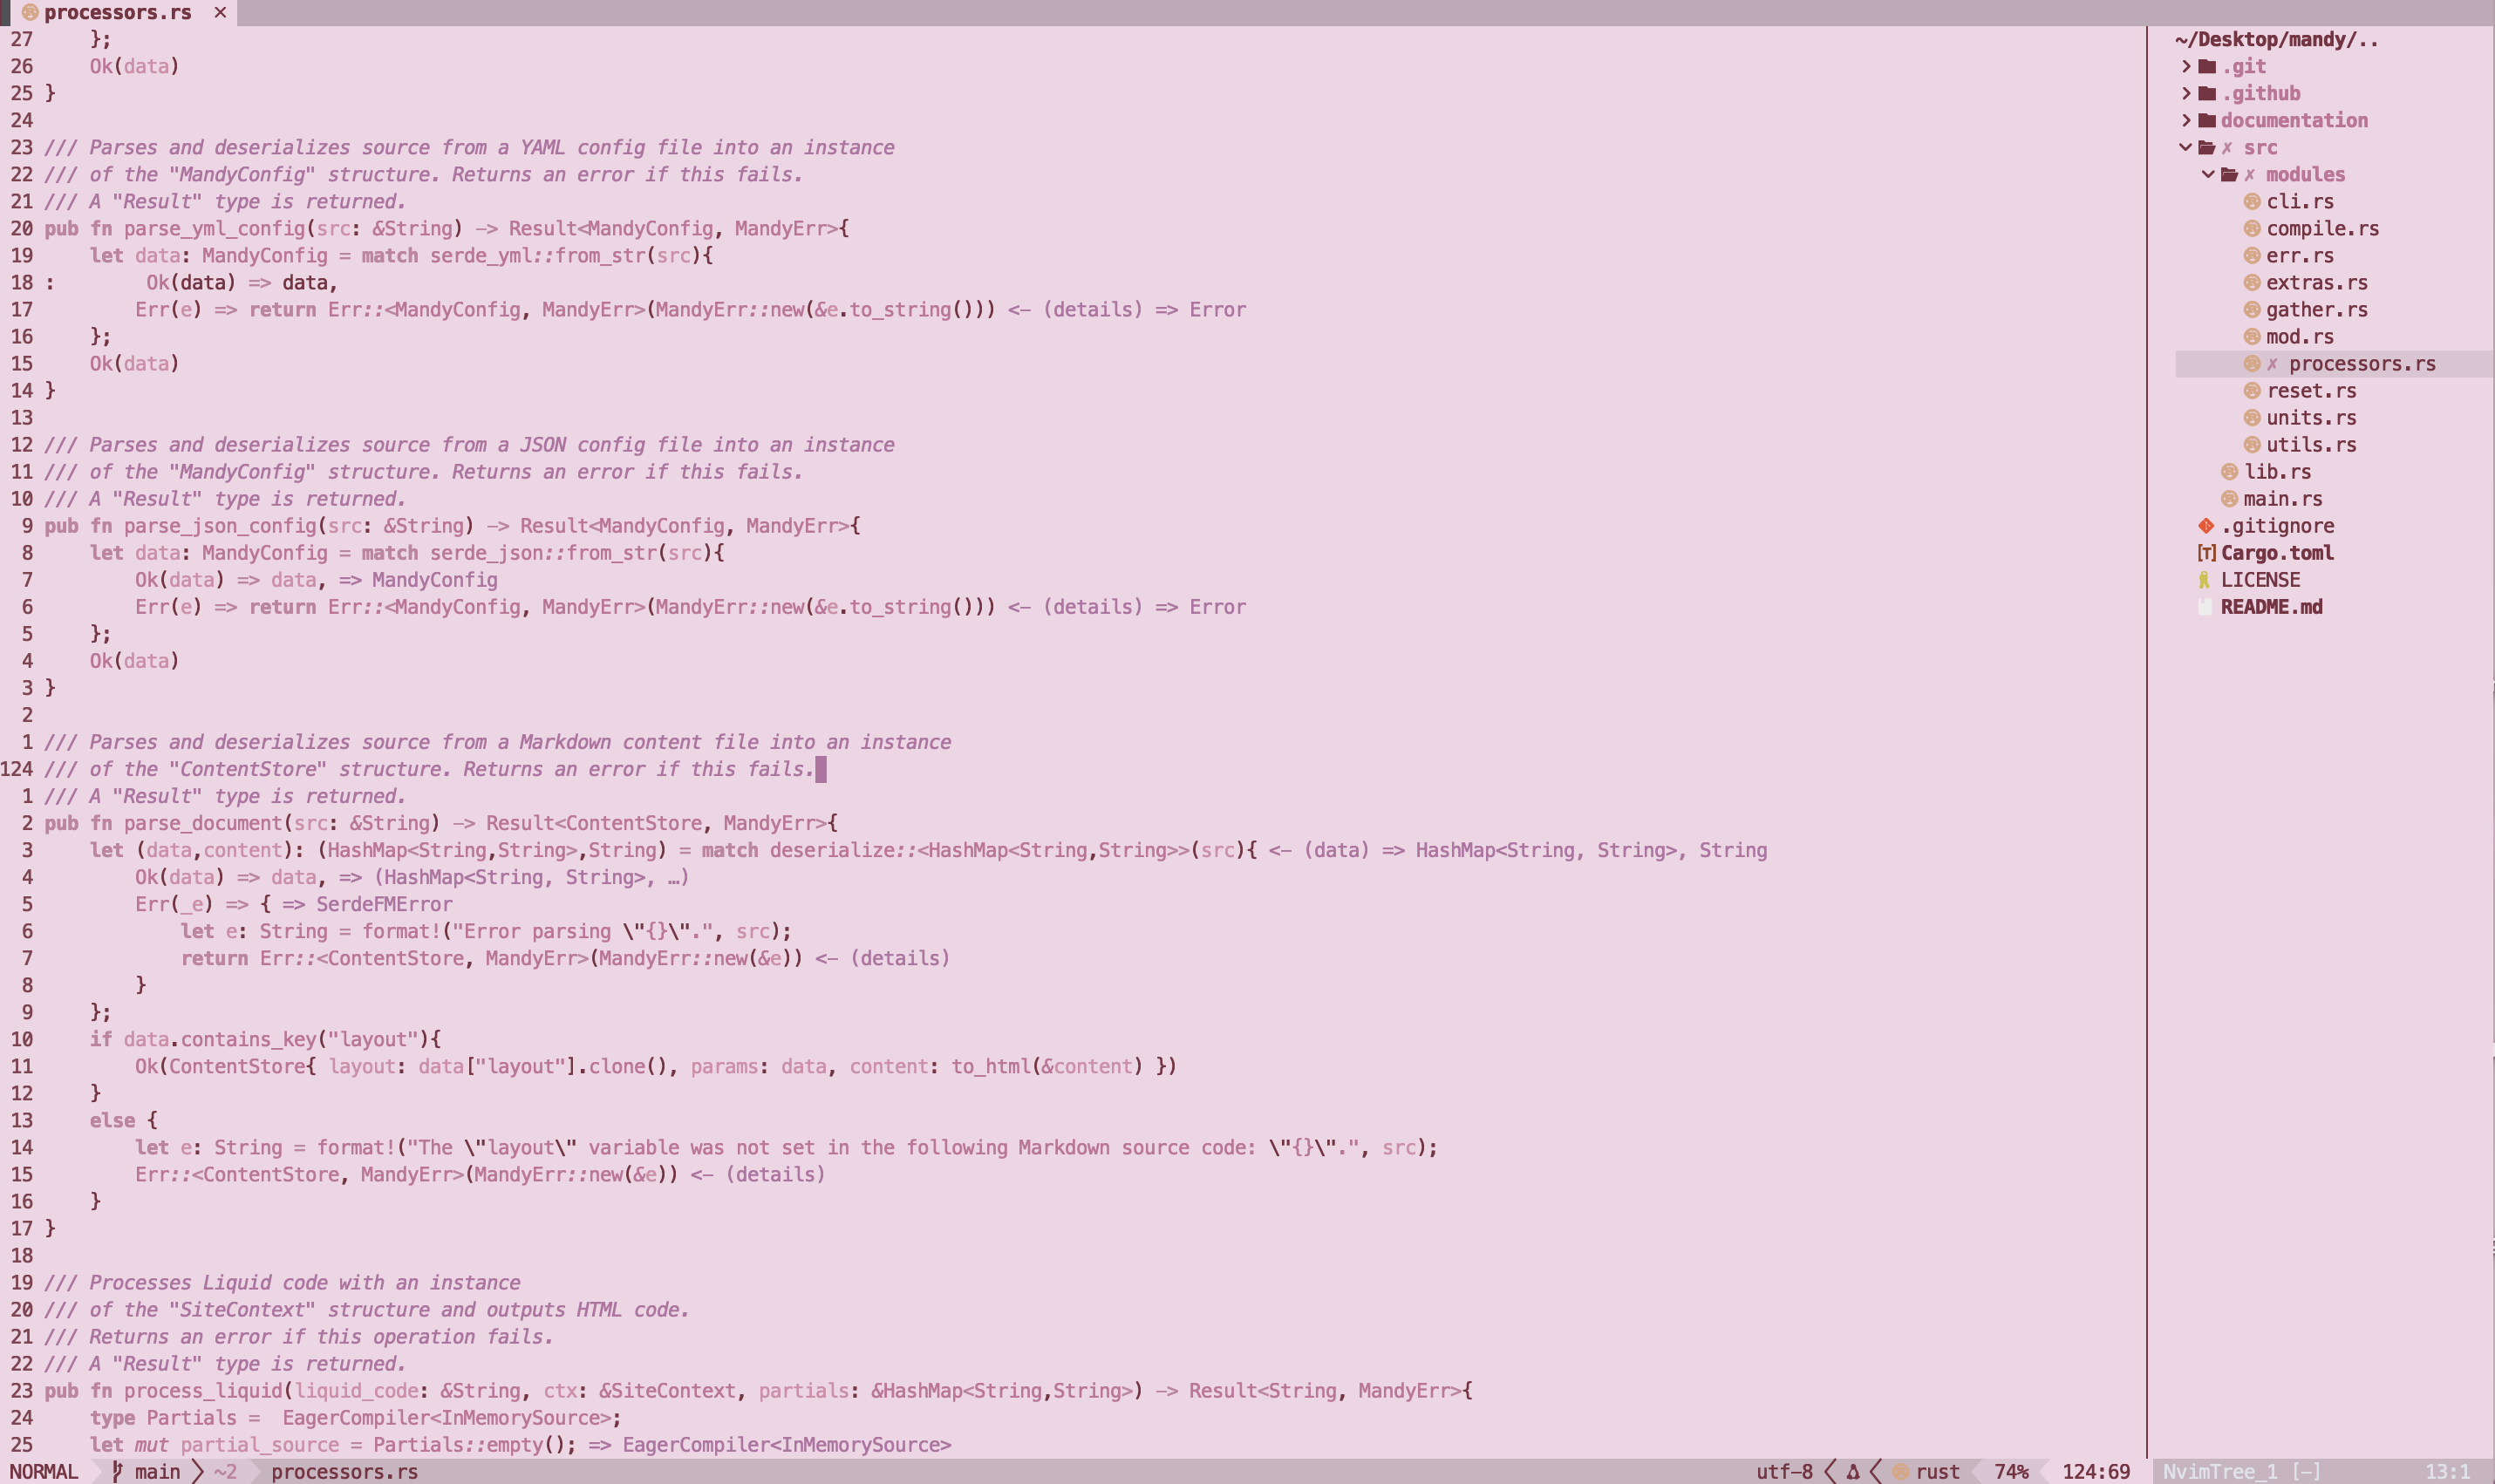 processors.rs ×
27     };
26     Ok(data)
25 }
24
23 /// Parses and deserializes source from a YAML config file into an instance
22 /// of the "MandyConfig" structure. Returns an error if this fails.
21 /// A "Result" type is returned.
20 pub fn parse_yml_config(src: &String) -> Result<MandyConfig, MandyErr>{
19     let data: MandyConfig = match serde_yml::from_str(src){
18 :        Ok(data) => data,
17         Err(e) => return Err::<MandyConfig, MandyErr>(MandyErr::new(&e.to_string())) <- (details) => Error
16     };
15     Ok(data)
14 }
13
12 /// Parses and deserializes source from a JSON config file into an instance
11 /// of the "MandyConfig" structure. Returns an error if this fails.
10 /// A "Result" type is returned.
9 pub fn parse_json_config(src: &String) -> Result<MandyConfig, MandyErr>{
8     let data: MandyConfig = match serde_json::from_str(src){
7         Ok(data) => data, => MandyConfig
6         Err(e) => return Err::<MandyConfig, MandyErr>(MandyErr::new(&e.to_string())) <- (details) => Error
5     };
4     Ok(data)
3 }
2
1 /// Parses and deserializes source from a Markdown content file into an instance
124 /// of the "ContentStore" structure. Returns an error if this fails.
1 /// A "Result" type is returned.
2 pub fn parse_document(src: &String) -> Result<ContentStore, MandyErr>{
3     let (data,content): (HashMap<String,String>,String) = match deserialize::<HashMap<String,String>>(src){ <- (data) => HashMap<String, String>, String
4         Ok(data) => data, => (HashMap<String, String>, …)
5         Err(_e) => { => SerdeFMError
6             let e: String = format!("Error parsing \"{}\".", src);
7             return Err::<ContentStore, MandyErr>(MandyErr::new(&e)) <- (details)
8         }
9     };
10     if data.contains_key("layout"){
11         Ok(ContentStore{ layout: data["layout"].clone(), params: data, content: to_html(&content) })
12     }
13     else {
14         let e: String = format!("The \"layout\" variable was not set in the following Markdown source code: \"{}\".", src);
15         Err::<ContentStore, MandyErr>(MandyErr::new(&e)) <- (details)
16     }
17 }
18
19 /// Processes Liquid code with an instance
20 /// of the "SiteContext" structure and outputs HTML code.
21 /// Returns an error if this operation fails.
22 /// A "Result" type is returned.
23 pub fn process_liquid(liquid_code: &String, ctx: &SiteContext, partials: &HashMap<String,String>) -> Result<String, MandyErr>{
24     type Partials =  EagerCompiler<InMemorySource>;
25     let mut partial_source = Partials::empty(); => EagerCompiler<InMemorySource>
NORMAL main ~2 processors.rs utf-8 rust 74% 124:69
~/Desktop/mandy/..
.git
.github
documentation
✗ src
✗ modules
cli.rs
compile.rs
err.rs
extras.rs
gather.rs
mod.rs
✗ processors.rs
reset.rs
units.rs
utils.rs
lib.rs
main.rs
.gitignore
[T] Cargo.toml
LICENSE
README.md
NvimTree_1 [-] 13:1